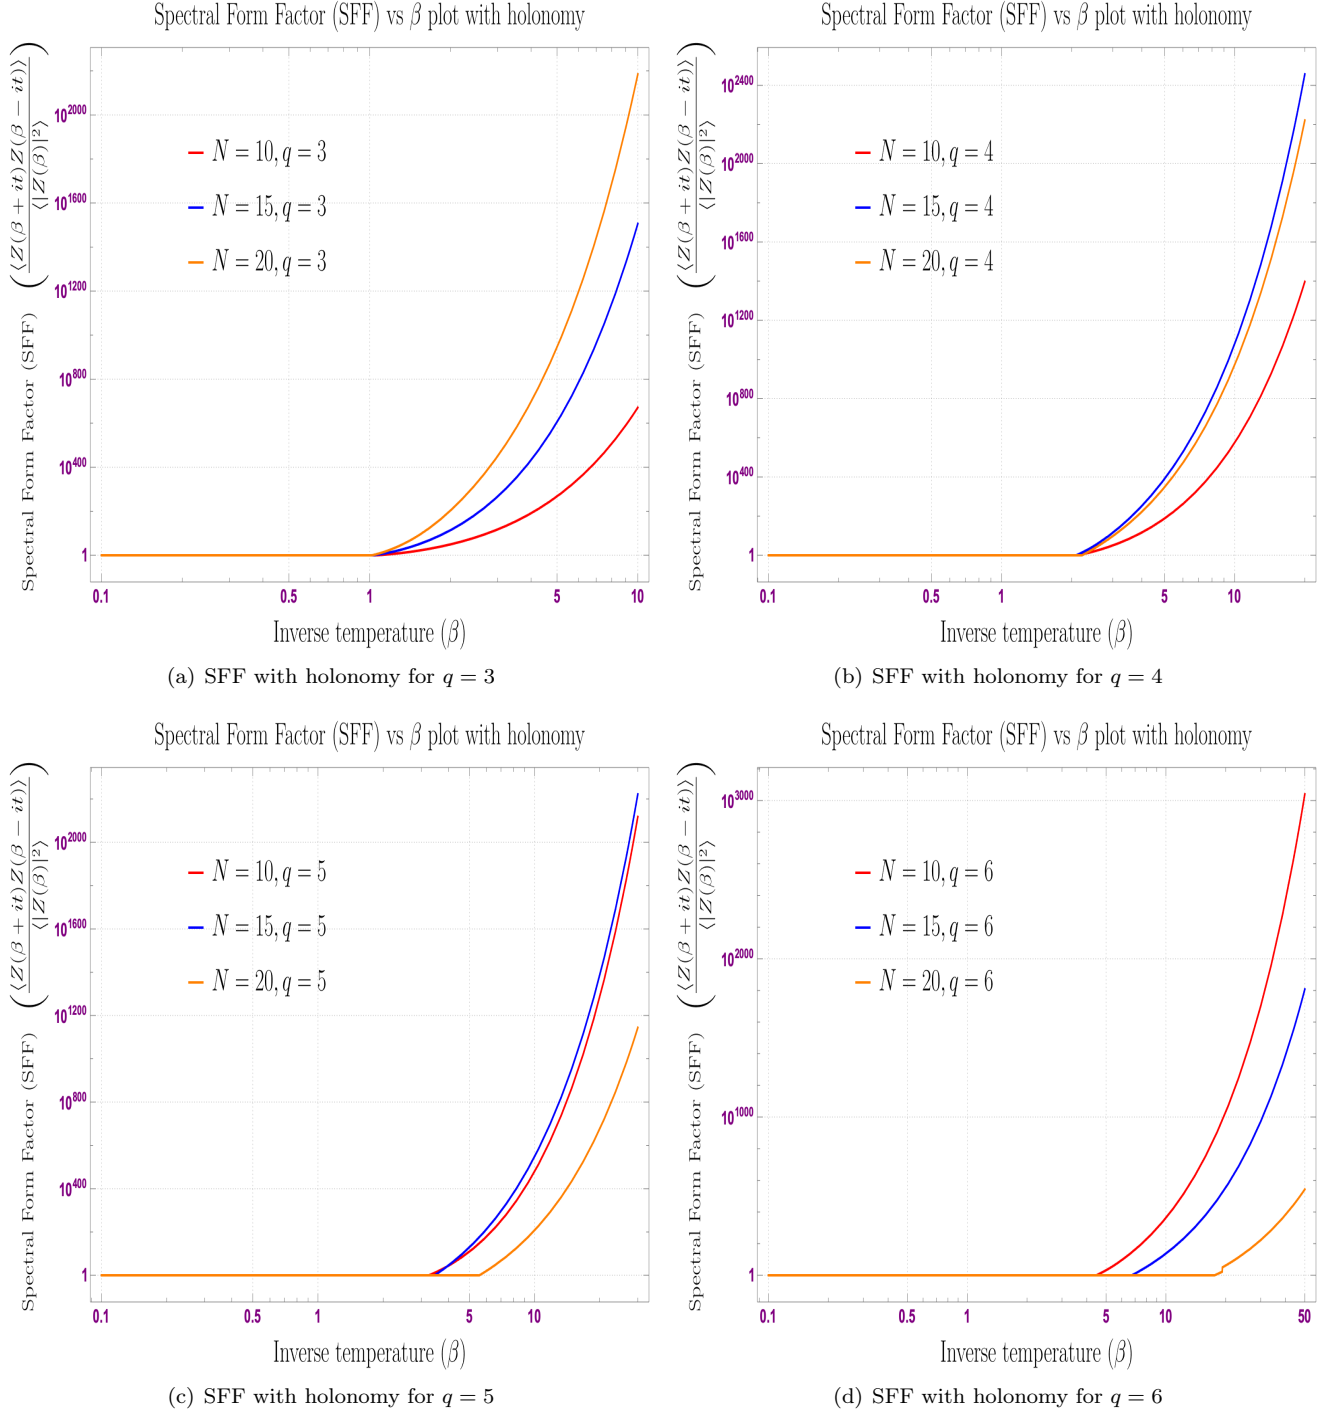 Spectral Form Factor (SFF) vs β plot with holonomy
Spectral Form Factor (SFF) (⟨Z(β + it)Z(β − it)⟩ / ⟨|Z(β)|²⟩)
10^2000
10^1600
10^1200
10^800
10^400
1
N = 10, q = 3
N = 15, q = 3
N = 20, q = 3
0.1 0.5 1 5 10
Inverse temperature (β)
(a) SFF with holonomy for q = 3
Spectral Form Factor (SFF) vs β plot with holonomy
Spectral Form Factor (SFF) (⟨Z(β + it)Z(β − it)⟩ / ⟨|Z(β)|²⟩)
10^2400
10^2000
10^1600
10^1200
10^800
10^400
1
N = 10, q = 4
N = 15, q = 4
N = 20, q = 4
0.1 0.5 1 5 10
Inverse temperature (β)
(b) SFF with holonomy for q = 4
Spectral Form Factor (SFF) vs β plot with holonomy
Spectral Form Factor (SFF) (⟨Z(β + it)Z(β − it)⟩ / ⟨|Z(β)|²⟩)
10^2000
10^1600
10^1200
10^800
10^400
1
N = 10, q = 5
N = 15, q = 5
N = 20, q = 5
0.1 0.5 1 5 10
Inverse temperature (β)
(c) SFF with holonomy for q = 5
Spectral Form Factor (SFF) vs β plot with holonomy
Spectral Form Factor (SFF) (⟨Z(β + it)Z(β − it)⟩ / ⟨|Z(β)|²⟩)
10^3000
10^2000
10^1000
1
N = 10, q = 6
N = 15, q = 6
N = 20, q = 6
0.1 0.5 1 5 10 50
Inverse temperature (β)
(d) SFF with holonomy for q = 6